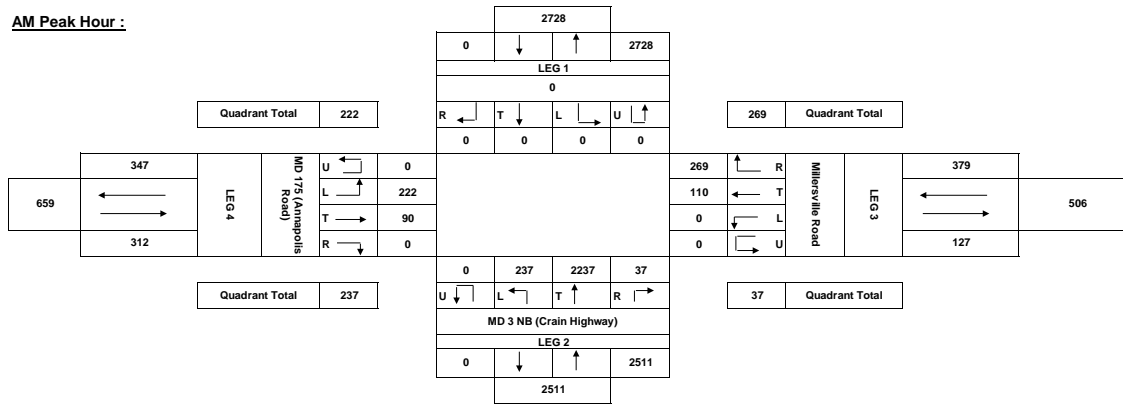 AM Peak Hour :
2728
0 2728
LEG 1
0
Quadrant Total 222
R T L U
269 Quadrant Total
0 0 0 0
347
U 0
269 R
379
659
LEG 4
MD 175 (Annapolis
Road)
L 222
110 T
Millersville Road
LEG 3
506
T 90
0 L
312
R 0
0 U
127
0 237 2237 37
Quadrant Total 237
U L T R
37 Quadrant Total
MD 3 NB (Crain Highway)
LEG 2
0 2511
2511